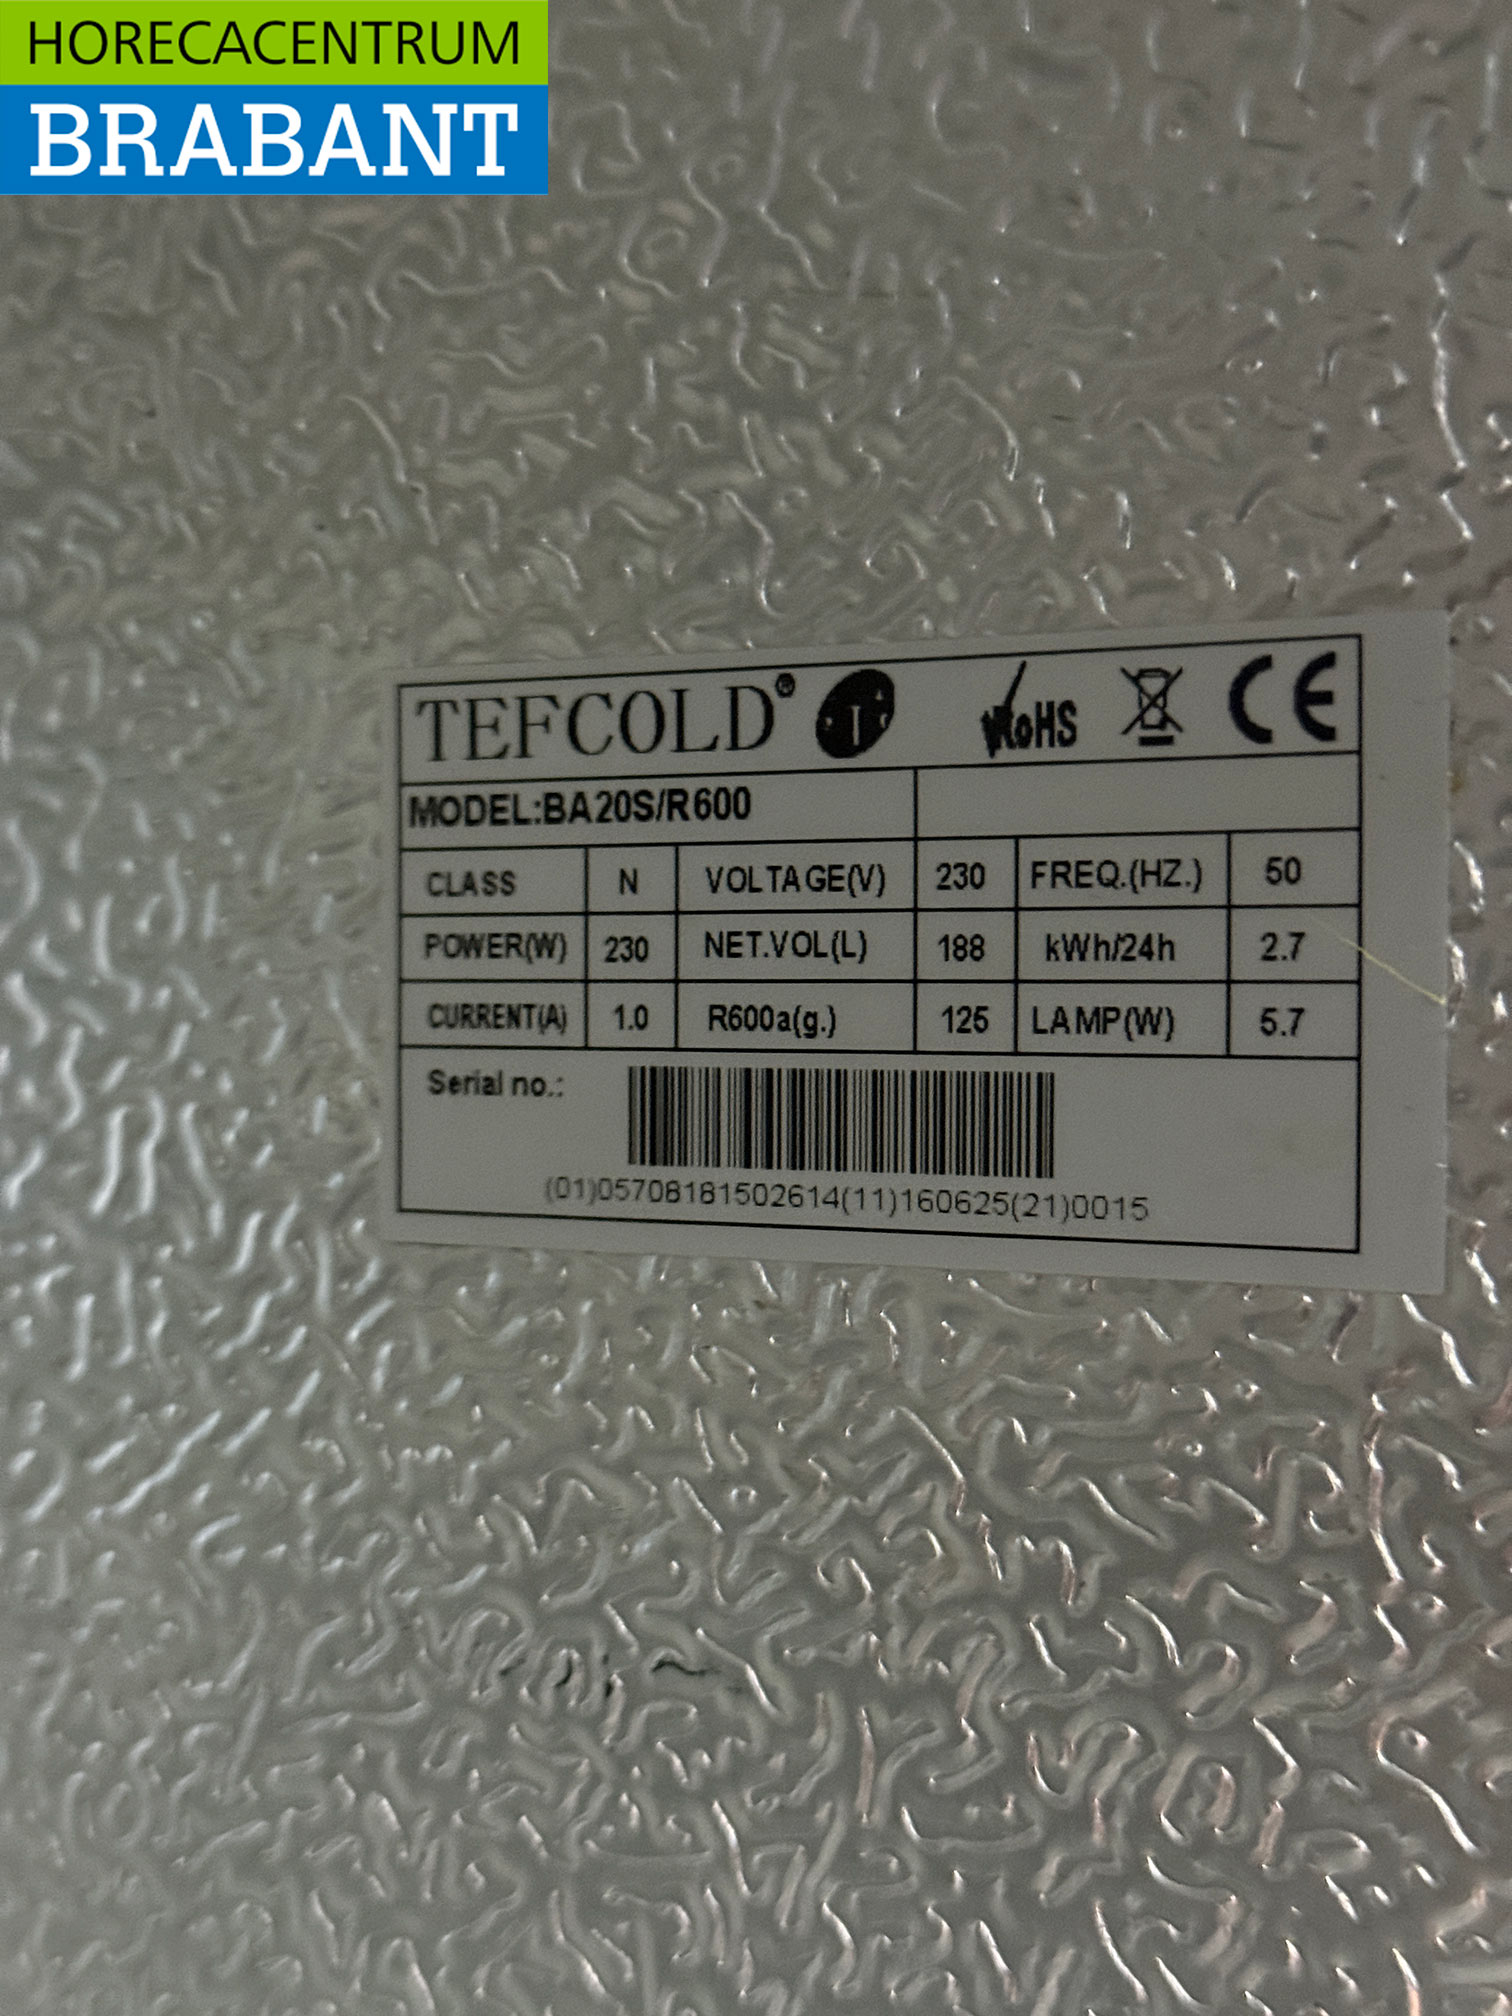 HORECACENTRUM
BRABANT
TEFCOLD® RoHS CE
MODEL:BA20S/R600
CLASS N VOLTAGE(V) 230 FREQ.(HZ.) 50
POWER(W) 230 NET.VOL(L) 188 kWh/24h 2.7
CURRENT(A) 1.0 R600a(g.) 125 LAMP(W) 5.7
Serial no.:
(01)05708181502614(11)160625(21)0015